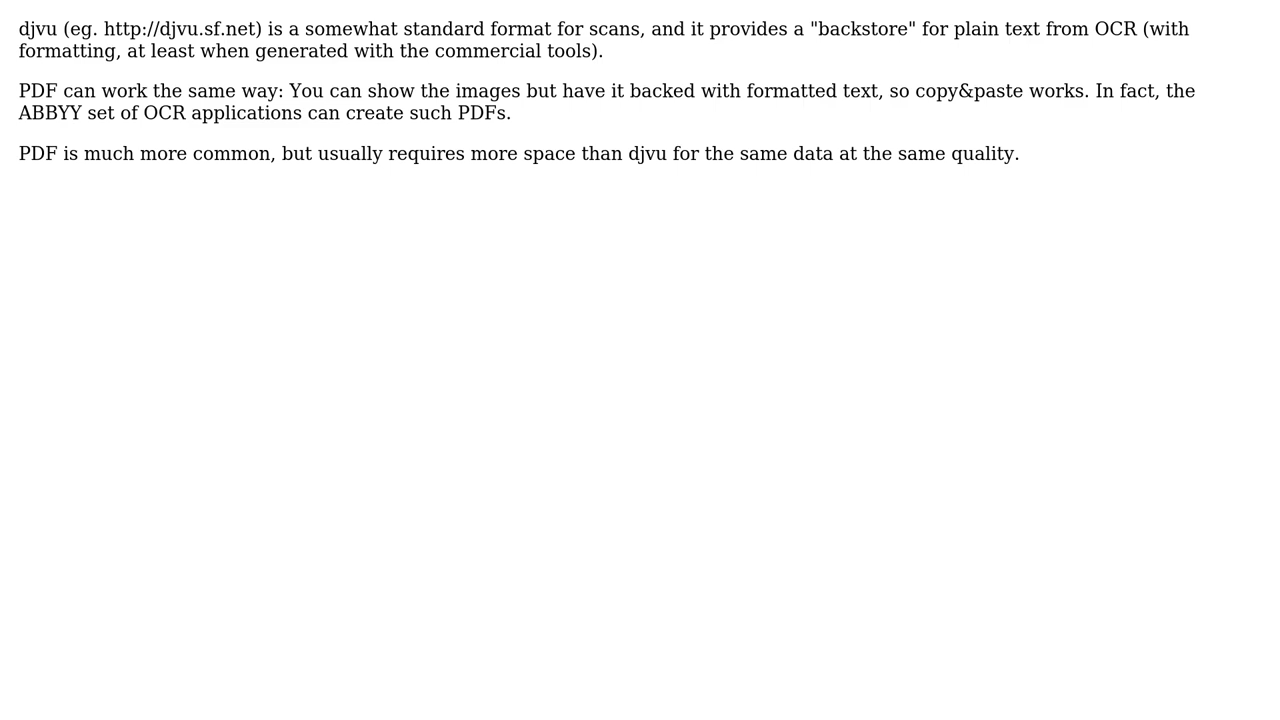 djvu (eg. http://djvu.sf.net) is a somewhat standard format for scans, and it provides a "backstore" for plain text from OCR (with
formatting, at least when generated with the commercial tools).
PDF can work the same way: You can show the images but have it backed with formatted text, so copy&paste works. In fact, the
ABBYY set of OCR applications can create such PDFs.
PDF is much more common, but usually requires more space than djvu for the same data at the same quality.